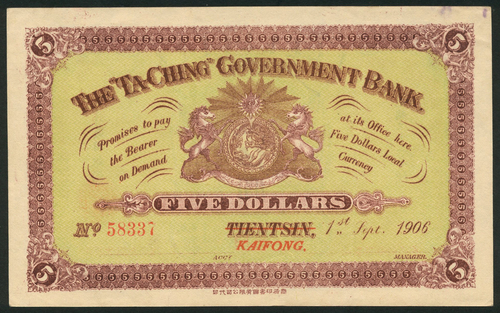 5 5
THE "TA-CHING" GOVERNMENT BANK.
Promises to pay
the Bearer
on Demand
at its Office here.
Five Dollars Local
Currency
FIVE DOLLARS
No 58337
TIENTSIN, 1st Sept. 1906
KAIFONG.
ACCT MANAGER.
5 5